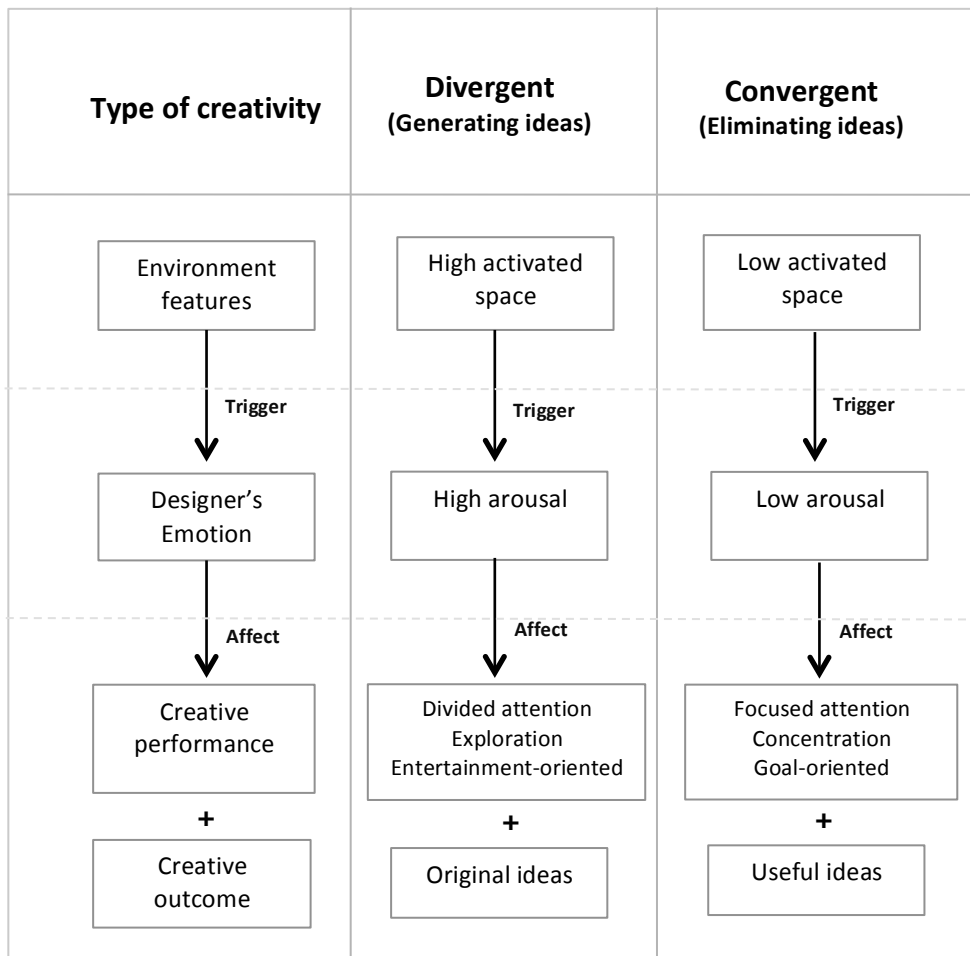 Type of creativity
Divergent
(Generating ideas)
Convergent
(Eliminating ideas)
Environment
features
High activated
space
Low activated
space
Trigger
Trigger
Trigger
Designer’s
Emotion
High arousal
Low arousal
Affect
Affect
Affect
Creative
performance
Divided attention
Exploration
Entertainment-oriented
Focused attention
Concentration
Goal-oriented
+
+
+
Creative
outcome
Original ideas
Useful ideas